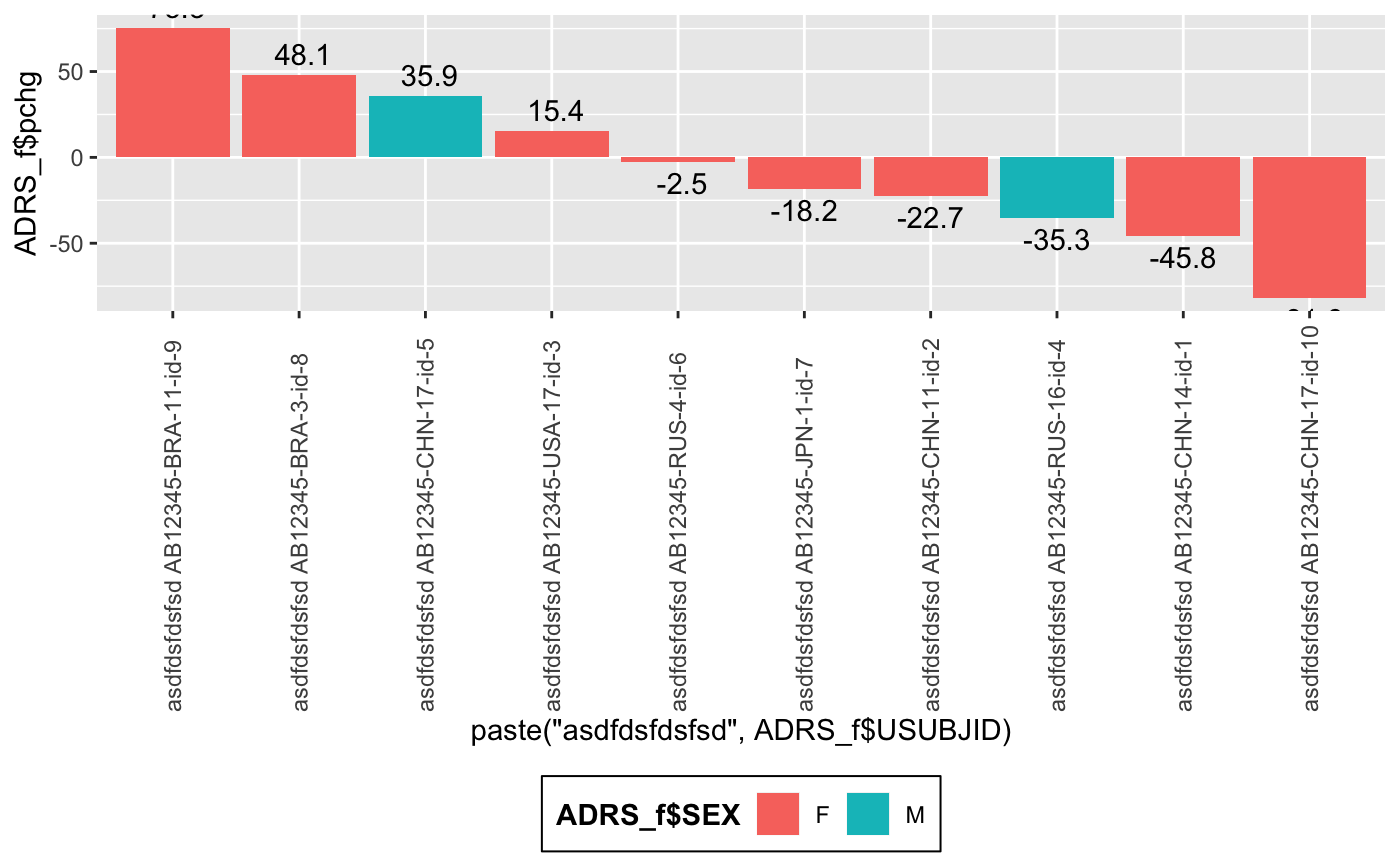 48.1
35.9
15.4
-2.5
-18.2
-22.7
-35.3
-45.8
50
0
-50
ADRS_f$pchg
asdfdsfdsfsd AB12345-BRA-11-id-9
asdfdsfdsfsd AB12345-BRA-3-id-8
asdfdsfdsfsd AB12345-CHN-17-id-5
asdfdsfdsfsd AB12345-USA-17-id-3
asdfdsfdsfsd AB12345-RUS-4-id-6
asdfdsfdsfsd AB12345-JPN-1-id-7
asdfdsfdsfsd AB12345-CHN-11-id-2
asdfdsfdsfsd AB12345-RUS-16-id-4
asdfdsfdsfsd AB12345-CHN-14-id-1
asdfdsfdsfsd AB12345-CHN-17-id-10
paste("asdfdsfdsfsd", ADRS_f$USUBJID)
ADRS_f$SEX F M